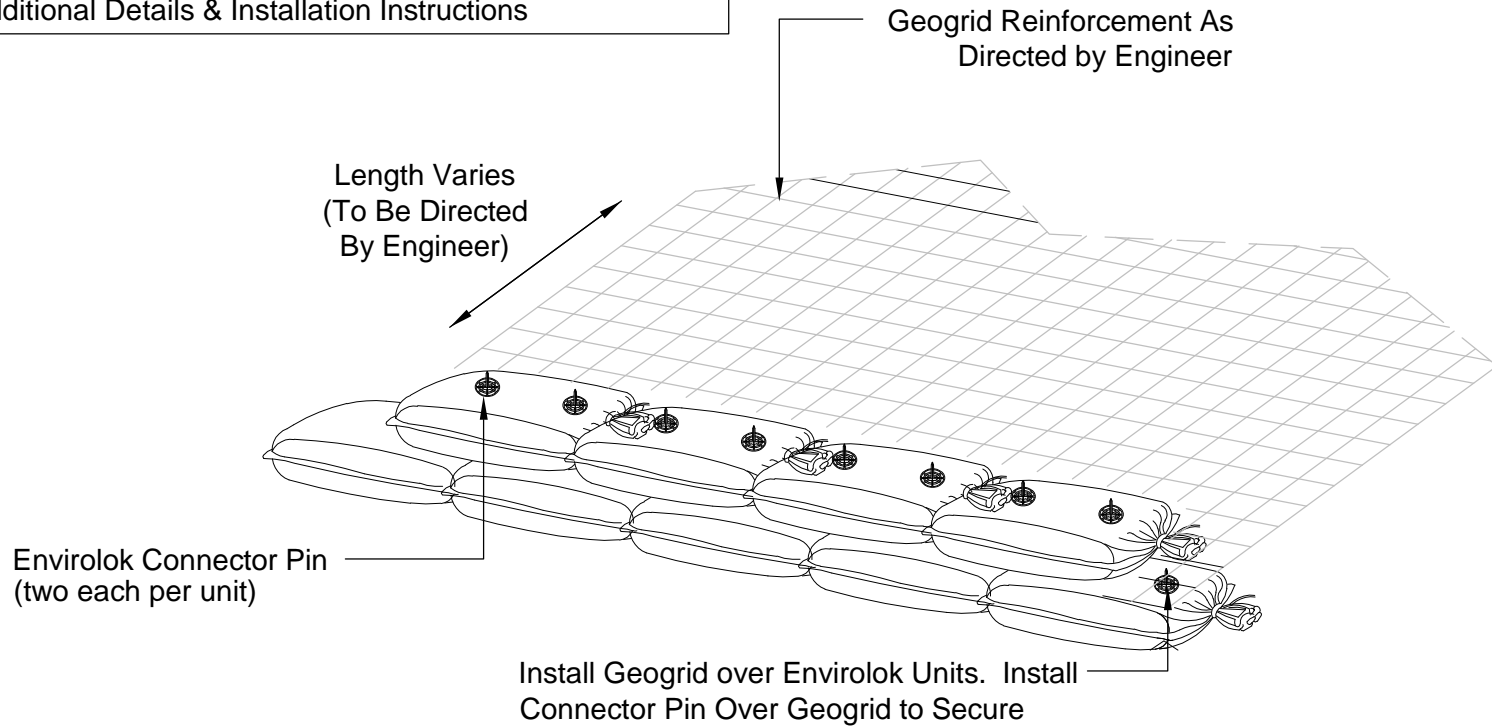 dditional Details & Installation Instructions
Geogrid Reinforcement As
Directed by Engineer
Length Varies
(To Be Directed
By Engineer)
Envirolok Connector Pin
(two each per unit)
Install Geogrid over Envirolok Units. Install
Connector Pin Over Geogrid to Secure